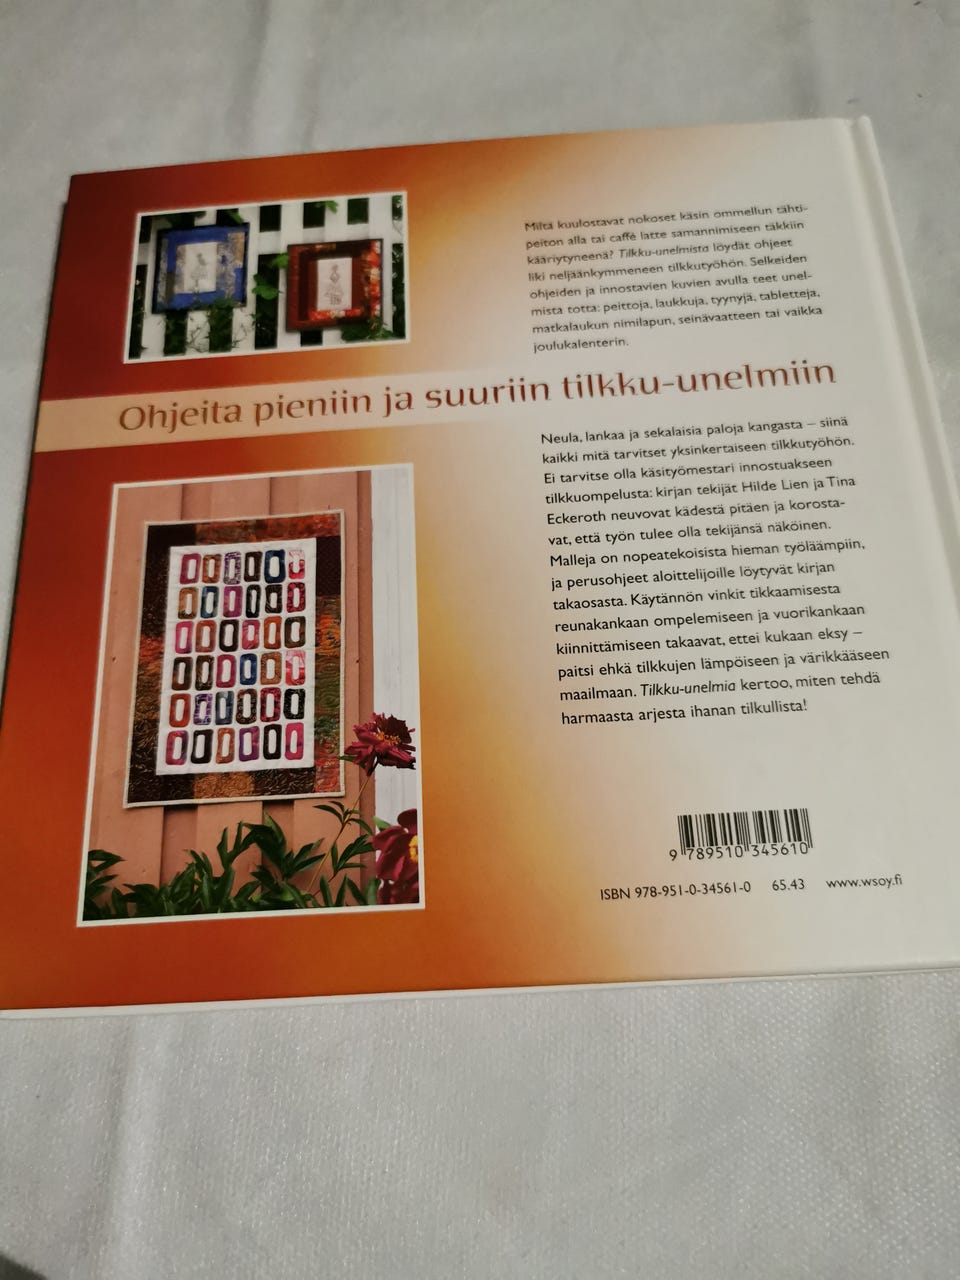 Miltä kuulostavat nokoset käsin ommellun tähti-
peiton alla tai caffè latte samannimiseen täkkiin
kääriytyneenä? Tilkku-unelmista löydät ohjeet
liki neljäänkymmeneen tilkkutyöhön. Selkeiden
ohjeiden ja innostavien kuvien avulla teet unel-
mista totta: peittoja, laukkuja, tyynyjä, tabletteja,
matkalaukun nimilapun, seinävaatteen tai vaikka
joulukalenterin.
Ohjeita pieniin ja suuriin tilkku-unelmiin
Neula, lankaa ja sekalaisia paloja kangasta – siinä
kaikki mitä tarvitset yksinkertaiseen tilkkutyöhön.
Ei tarvitse olla käsityömestari innostuakseen
tilkkuompelusta: kirjan tekijät Hilde Lien ja Tina
Eckeroth neuvovat kädestä pitäen ja korosta-
vat, että työn tulee olla tekijänsä näköinen.
Malleja on nopeatekoisista hieman työläämpiin,
ja perusohjeet aloittelijoille löytyvät kirjan
takaosasta. Käytännön vinkit tikkaamisesta
reunakankaan ompelemiseen ja vuorikankaan
kiinnittämiseen takaavat, ettei kukaan eksy –
paitsi ehkä tilkkujen lämpöiseen ja värikkääseen
maailmaan. Tilkku-unelmia kertoo, miten tehdä
harmaasta arjesta ihanan tilkullista!
9 789510 345610
ISBN 978-951-0-34561-0 65.43 www.wsoy.fi